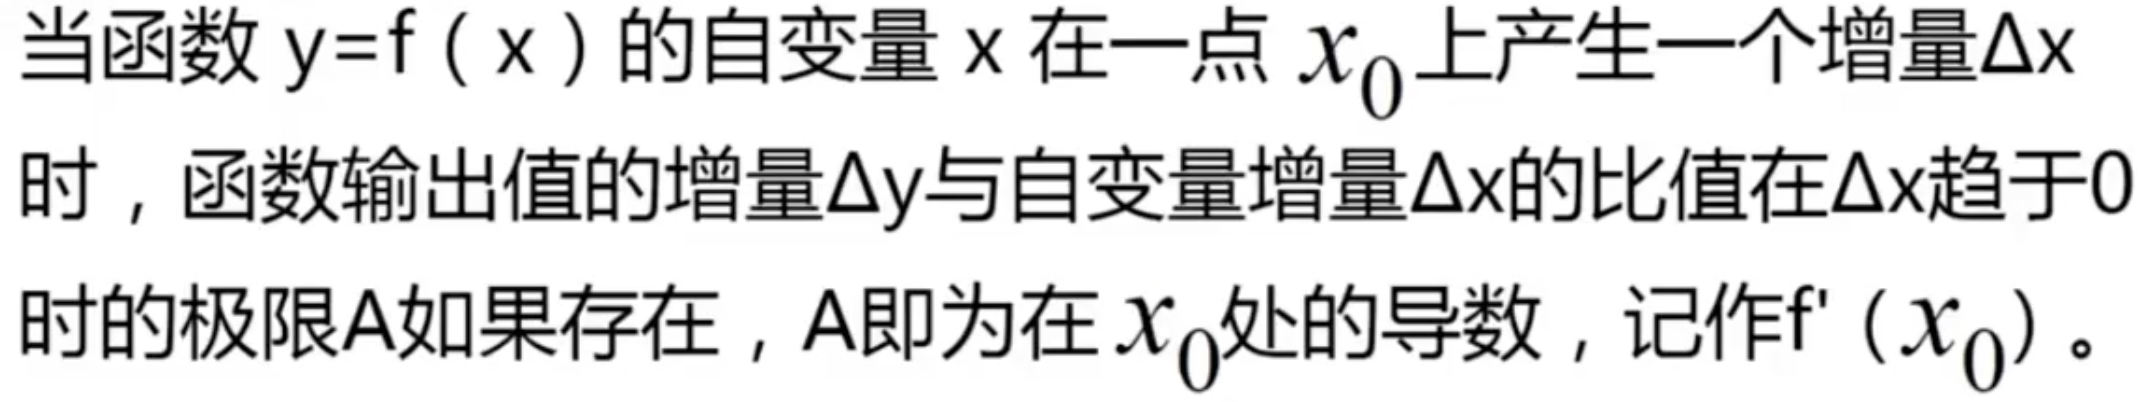 当函数 y=f ( x ) 的自变量 x 在一点 x₀上产生一个增量Δx
时，函数输出值的增量Δy与自变量增量Δx的比值在Δx趋于0
时的极限A如果存在，A即为在 x₀处的导数，记作f' ( x₀) 。